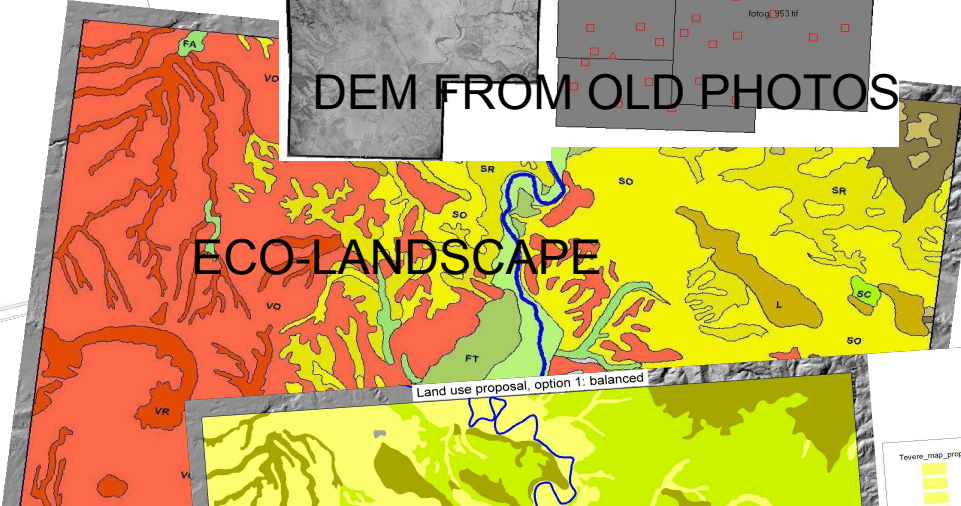 fotog_953.tif
DEM FROM OLD PHOTOS
FA
VO
SR
SO
SR
SO
ECO-LANDSCAPE
SC
VO
L
SO
FT
Land use proposal, option 1: balanced
VR
Tevere_map_prop